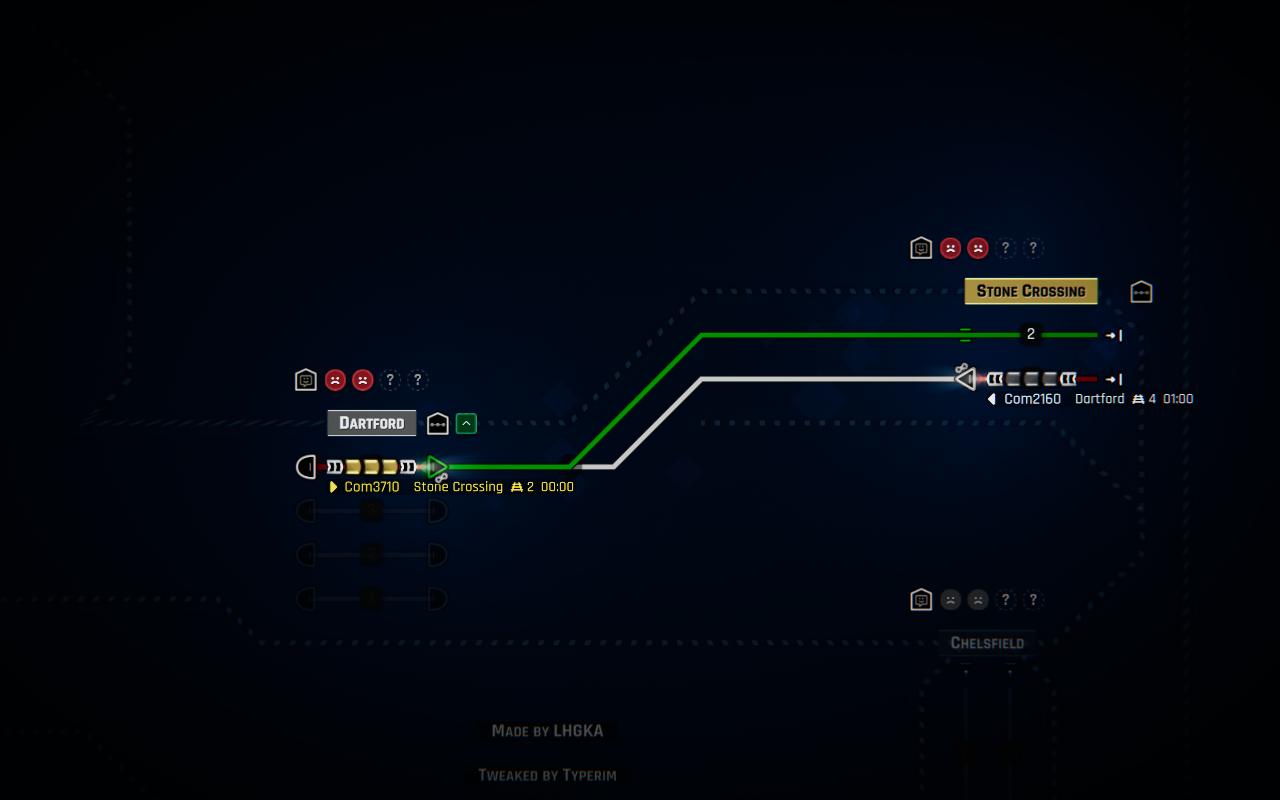 ? ?
STONE CROSSING
2
Com2160 Dartford 4 01:00
? ?
DARTFORD
Com3710 Stone Crossing 2 00:00
? ?
CHELSFIELD
MADE BY LHGKA
TWEAKED BY TYPERIM